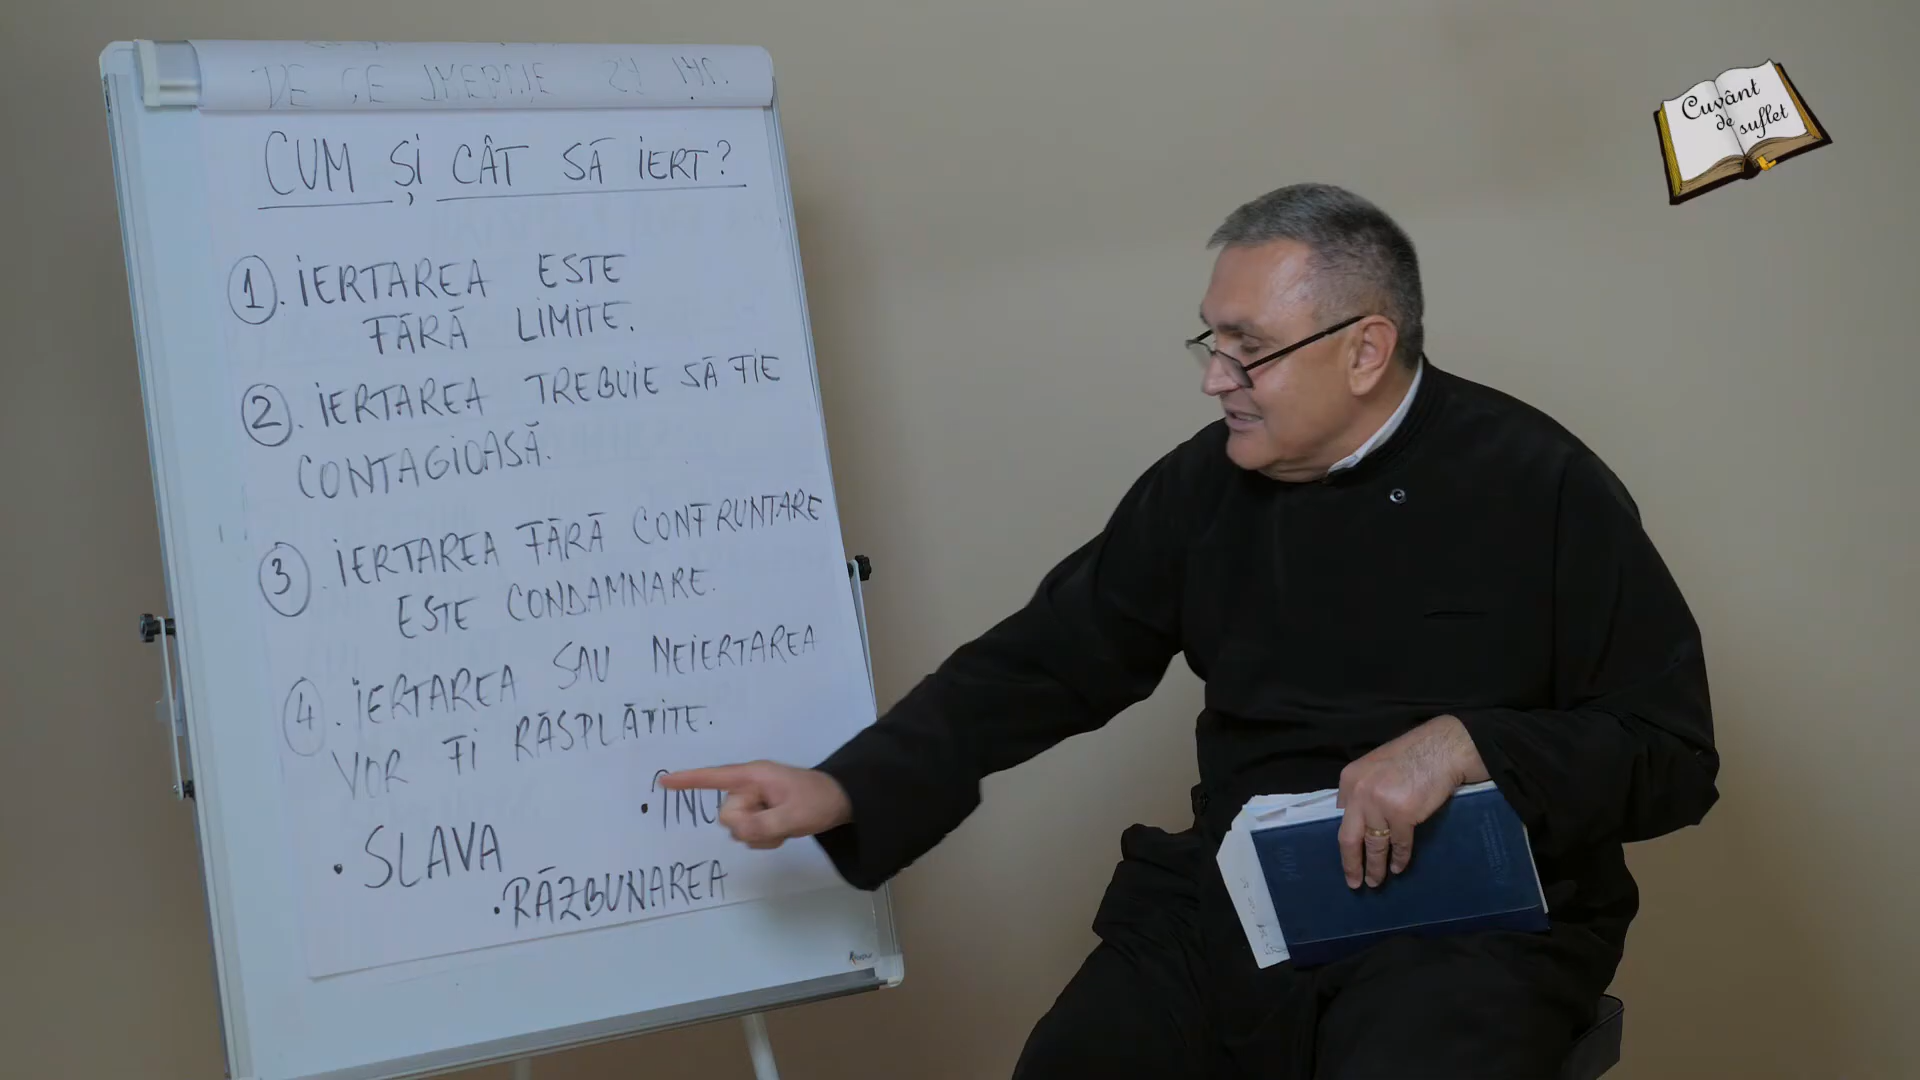 CUM ȘI CÂT SĂ IERT?
1. IERTAREA ESTE
FĂRĂ LIMITE.
2. IERTAREA TREBUIE SĂ FIE
CONTAGIOASĂ.
3. IERTAREA FĂRĂ CONFRUNTARE
ESTE CONDAMNARE.
4. IERTAREA SAU NEIERTAREA
VOR FI RĂSPLĂTITE.
• SLAVA
• RĂZBUNAREA
Cuvânt
de suflet